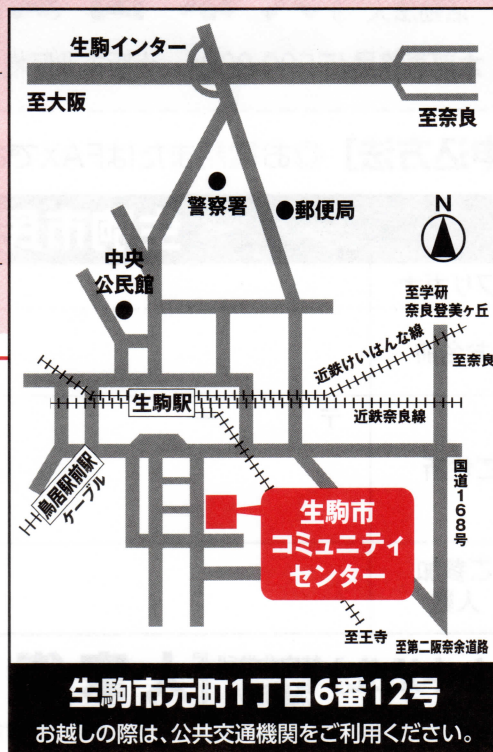 生駒インター
至大阪
至奈良
警察署
郵便局
N
中央
公民館
至学研
奈良登美ヶ丘
近鉄けいはんな線
至奈良
生駒駅
近鉄奈良線
鳥居駅前駅
ケーブル
国道168号
生駒市
コミュニティ
センター
至王寺
至第二阪奈余道路
生駒市元町1丁目6番12号
お越しの際は、公共交通機関をご利用ください。